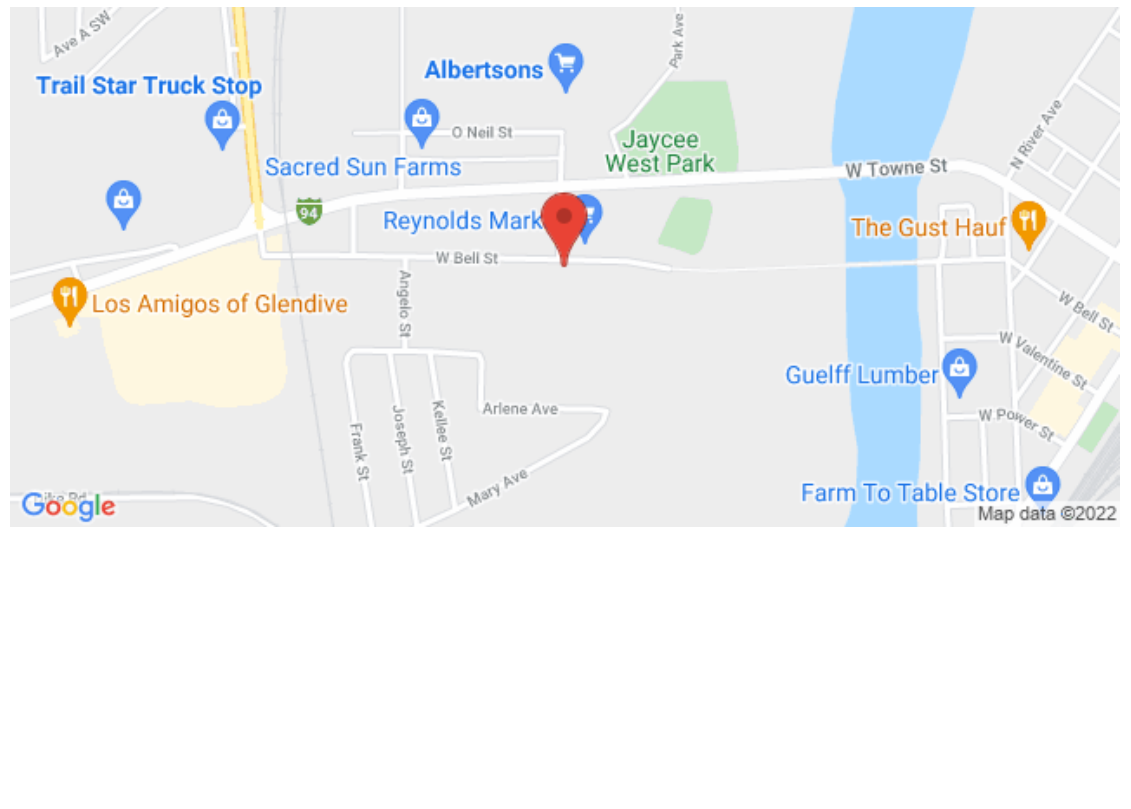 Ave A SW
Park Ave
Albertsons
Trail Star Truck Stop
N River Ave
O Neil St
Jaycee
West Park
Sacred Sun Farms
W Towne St
94
Reynolds Mark
The Gust Hauf
W Bell St
Angelo St
Los Amigos of Glendive
W Bell St
W Valentine St
Guelff Lumber
Arlene Ave
Kellee St
Joseph St
Frank St
W Power St
Mary Ave
Farm To Table Store
Google
Map data ©2022